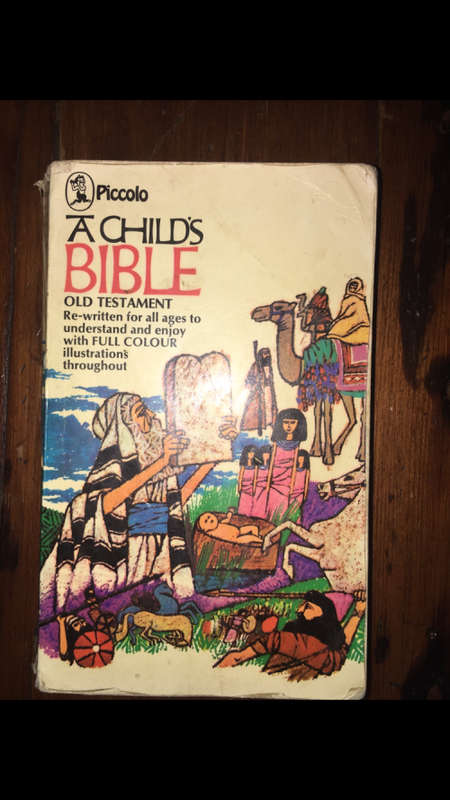 Piccolo
A CHILD'S
BIBLE
OLD TESTAMENT
Re-written for all ages to
understand and enjoy
with FULL COLOUR
illustrations
throughout